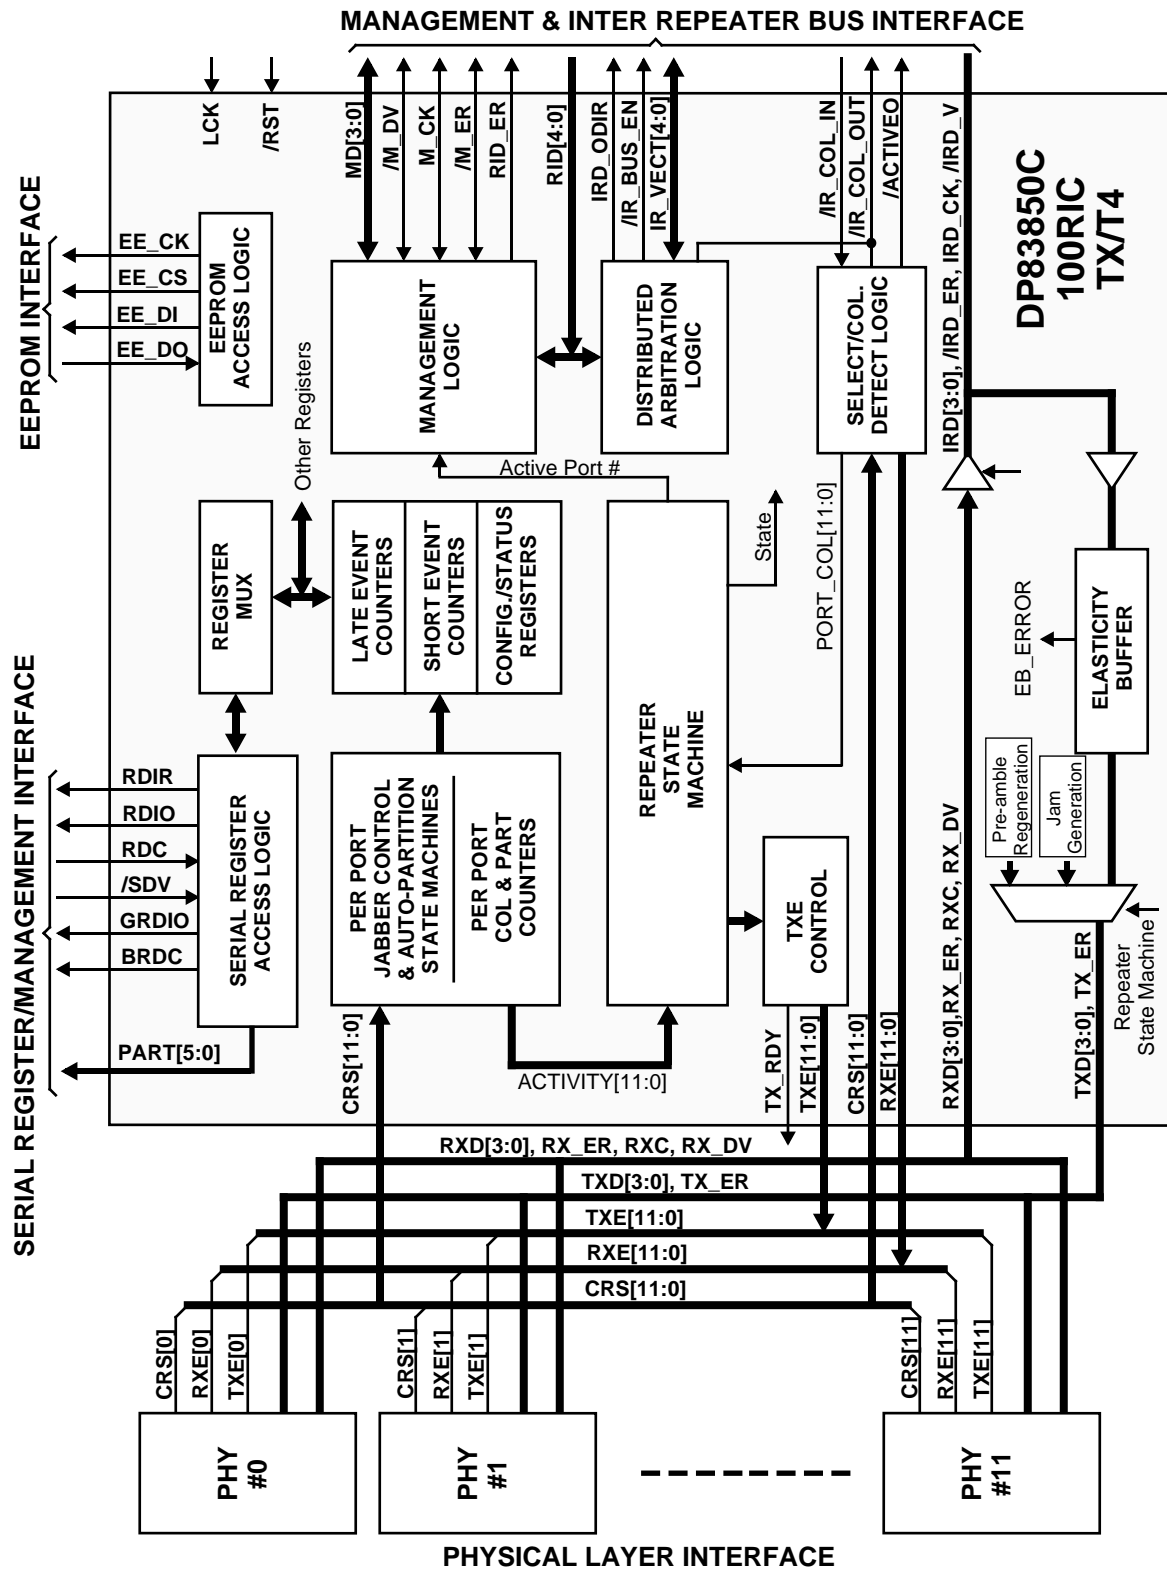 MANAGEMENT & INTER REPEATER BUS INTERFACE
LCK
/RST
MD[3:0]
/M_DV
M_CK
/M_ER
RID_ER
RID[4:0]
IRD_ODIR
/IR_BUS_EN
IR_VECT[4:0]
/IR_COL_IN
/IR_COL_OUT
/ACTIVEO
IRD[3:0], /IRD_ER, IRD_CK, /IRD_V
DP83850C
100RIC
TX/T4
EEPROM INTERFACE
EE_CK
EE_CS
EE_DI
EE_DO
EEPROM
ACCESS LOGIC
MANAGEMENT
LOGIC
DISTRIBUTED
ARBITRATION
LOGIC
SELECT/COL.
DETECT LOGIC
Other Registers
Active Port #
REGISTER
MUX
LATE EVENT
COUNTERS
SHORT EVENT
COUNTERS
CONFIG./STATUS
REGISTERS
REPEATER
STATE
MACHINE
State
PORT_COL[11:0]
EB_ERROR
ELASTICITY
BUFFER
SERIAL REGISTER/MANAGEMENT INTERFACE
RDIR
RDIO
RDC
/SDV
GRDIO
BRDC
PART[5:0]
SERIAL REGISTER
ACCESS LOGIC
PER PORT
JABBER CONTROL
& AUTO-PARTITION
STATE MACHINES
PER PORT
COL & PART
COUNTERS
TXE
CONTROL
Pre-amble
Regeneration
Jam
Generation
Repeater
State Machine
CRS[11:0]
ACTIVITY[11:0]
TX_RDY
TXE[11:0]
CRS[11:0]
RXE[11:0]
RXD[3:0],RX_ER, RXC, RX_DV
TXD[3:0], TX_ER
RXD[3:0], RX_ER, RXC, RX_DV
TXD[3:0], TX_ER
TXE[11:0]
RXE[11:0]
CRS[11:0]
CRS[0]
RXE[0]
TXE[0]
CRS[1]
RXE[1]
TXE[1]
CRS[11]
RXE[11]
TXE[11]
PHY
#0
PHY
#1
PHY
#11
PHYSICAL LAYER INTERFACE